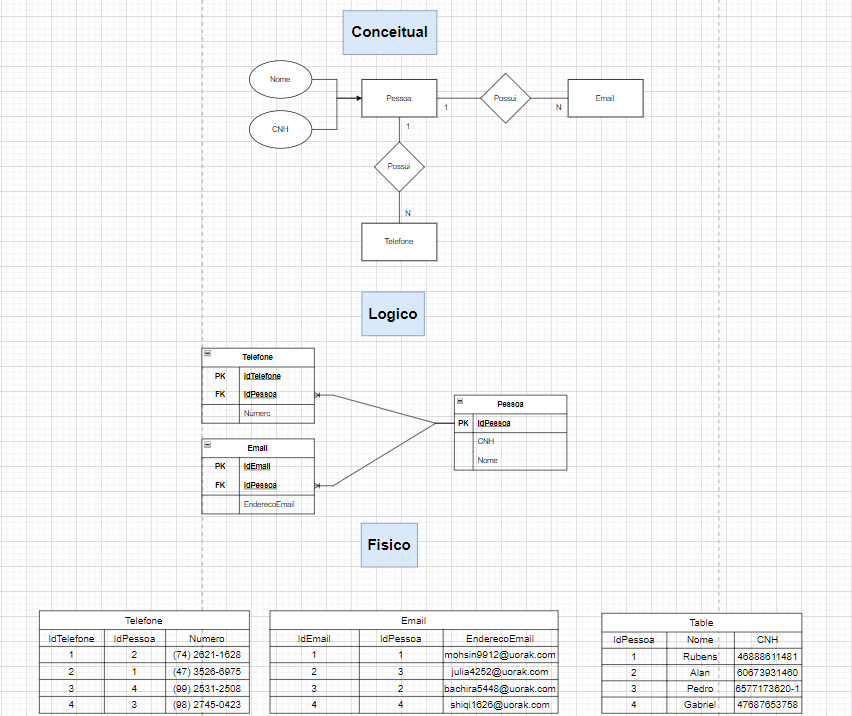 Conceitual
Nome
CNH
Pessoa
1
Possui
N
Email
1
Possui
N
Telefone
Logico
Telefone
PK IdTelefone
FK IdPessoa
Numero
Email
PK IdEmail
FK IdPessoa
EnderecoEmail
Pessoa
PK IdPessoa
CNH
Nome
Fisico
Telefone
IdTelefone IdPessoa Numero
1 2 (74) 2621-1628
2 1 (47) 3526-6975
3 4 (99) 2531-2508
4 3 (98) 2745-0423
Email
IdEmail IdPessoa EnderecoEmail
1 1 mohsin9912@uorak.com
2 3 julia4252@uorak.com
3 2 bachira5448@uorak.com
4 4 shiqi1626@uorak.com
Table
IdPessoa Nome CNH
1 Rubens 46888611481
2 Alan 60673931460
3 Pedro 6577173620-1
4 Gabriel 47687653758